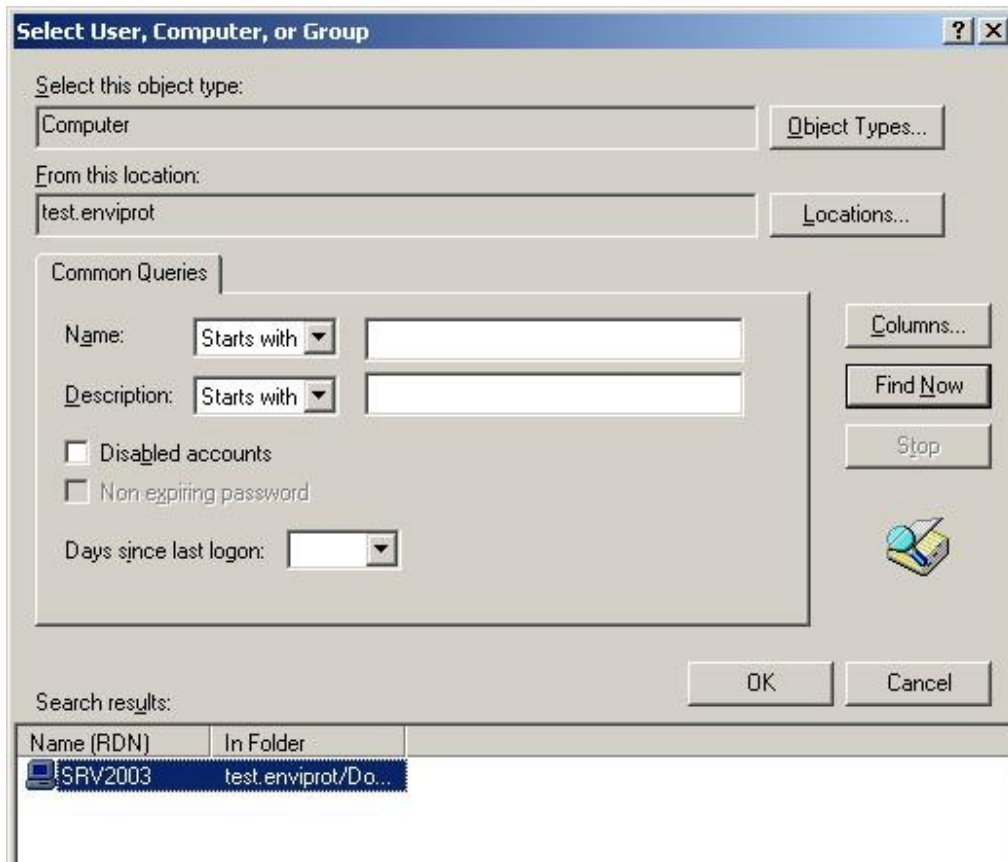 Select User, Computer, or Group
Select this object type:
Computer
Object Types...
From this location:
test.enviprot
Locations...
Common Queries
Name:
Starts with
Columns...
Description:
Starts with
Find Now
Disabled accounts
Stop
Non expiring password
Days since last logon:
OK
Cancel
Search results:
Name (RDN) In Folder
SRV2003 test.enviprot/Do...